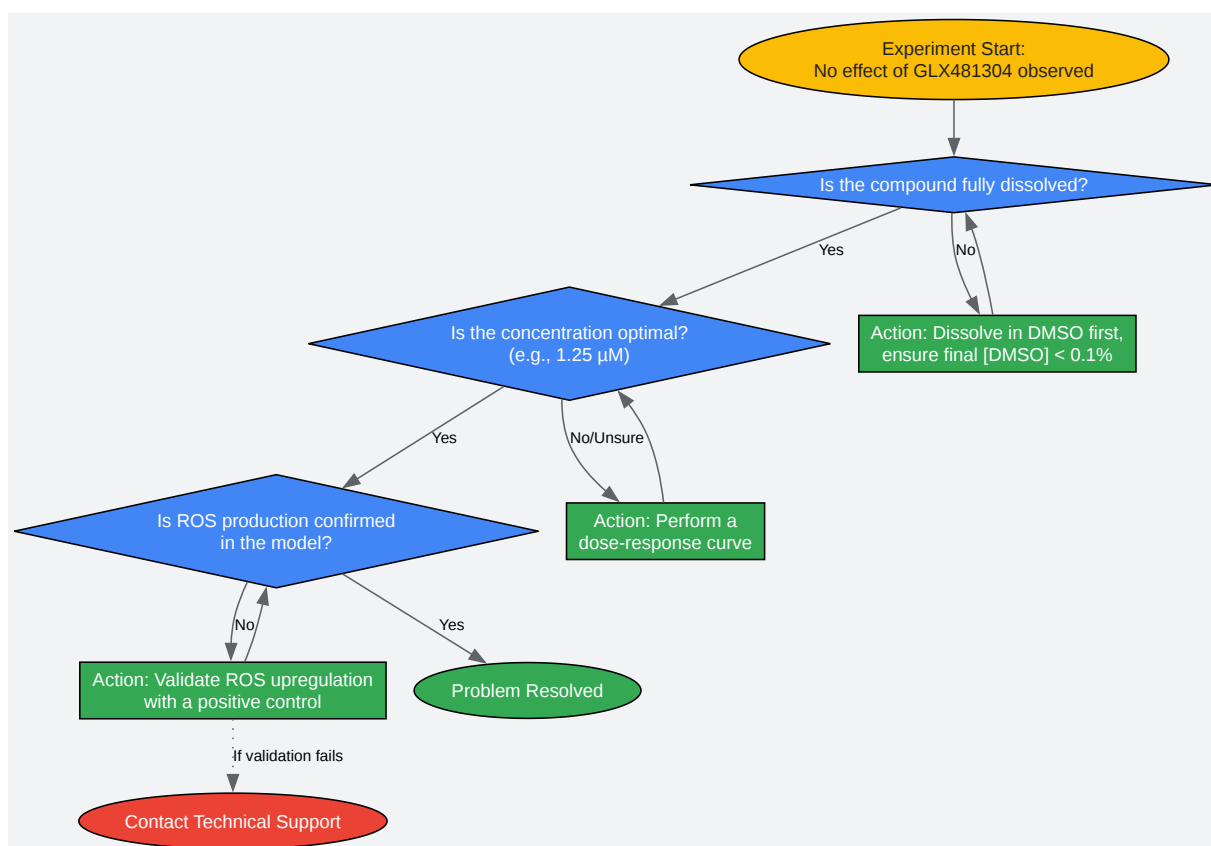 Experiment Start:
No effect of GLX481304 observed
Is the compound fully dissolved?
Yes
No
Is the concentration optimal?
(e.g., 1.25 µM)
Action: Dissolve in DMSO first,
ensure final [DMSO] < 0.1%
Yes
No/Unsure
Is ROS production confirmed
in the model?
Action: Perform a
dose-response curve
No
Yes
Action: Validate ROS upregulation
with a positive control
Problem Resolved
If validation fails
Contact Technical Support